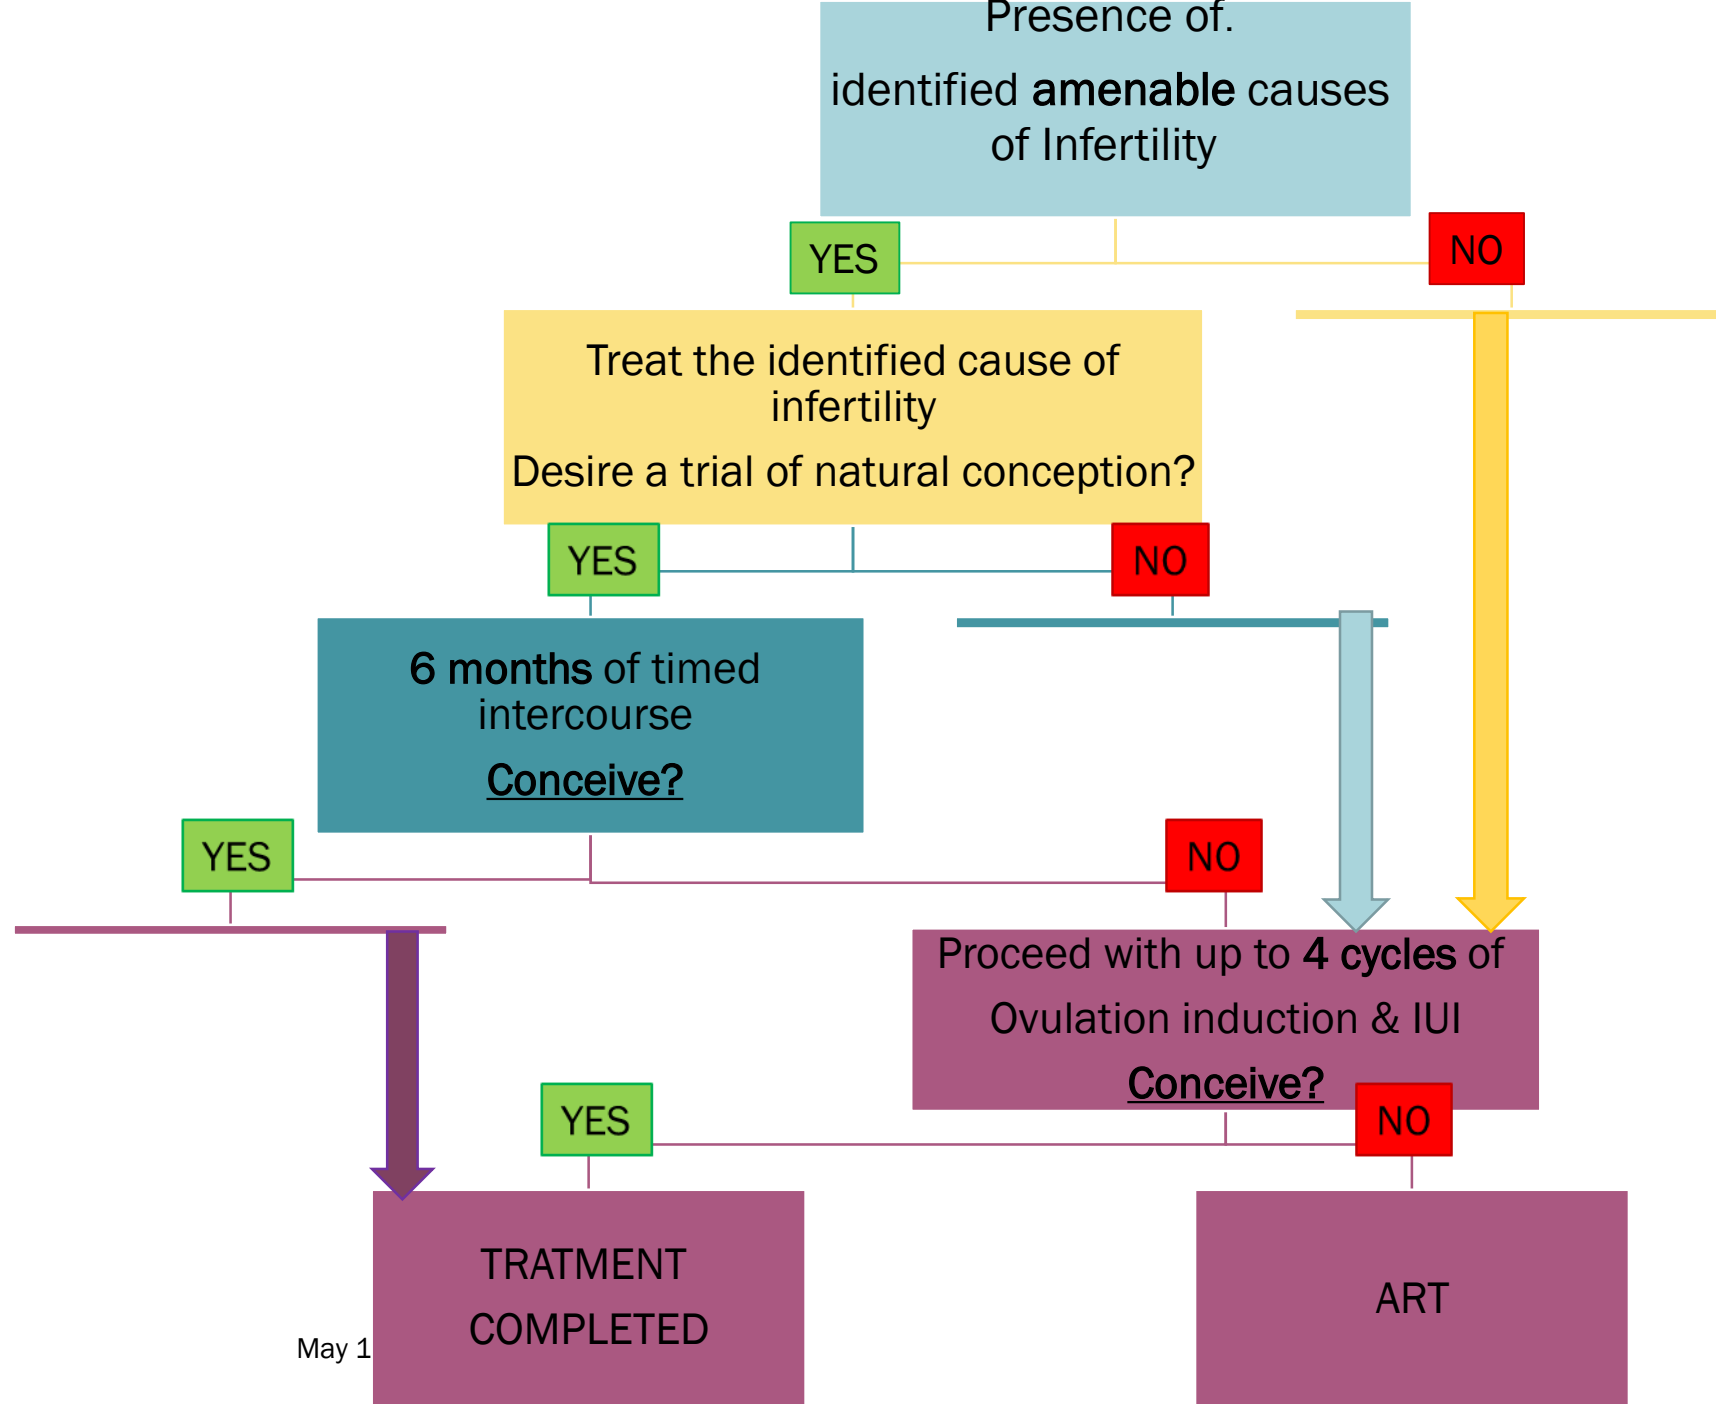 Presence of.
identified amenable causes
of Infertility
YES
NO
Treat the identified cause of
infertility
Desire a trial of natural conception?
YES
NO
6 months of timed
intercourse
Conceive?
YES
NO
Proceed with up to 4 cycles of
Ovulation induction & IUI
Conceive?
YES
NO
TRATMENT
COMPLETED
ART
May 1